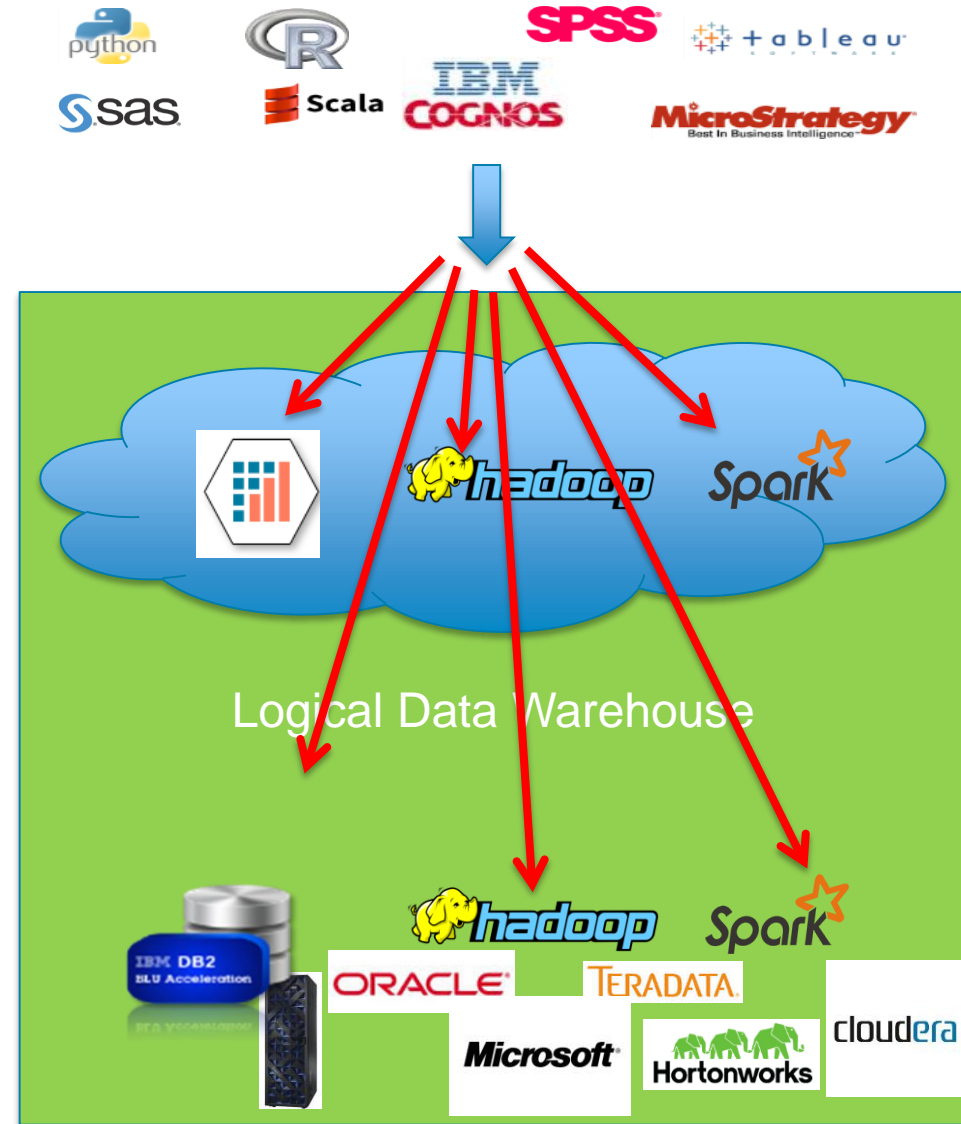 python
R
SPSS
+ a b l e a u
S O F T W A R E
sas
Scala
IBM
COGNOS
MicroStrategy
Best In Business Intelligence
hadoop
Spark
Logical Data Warehouse
hadoop
Spark
IBM DB2
BLU Acceleration
ORACLE
TERADATA
Microsoft
Hortonworks
cloudera